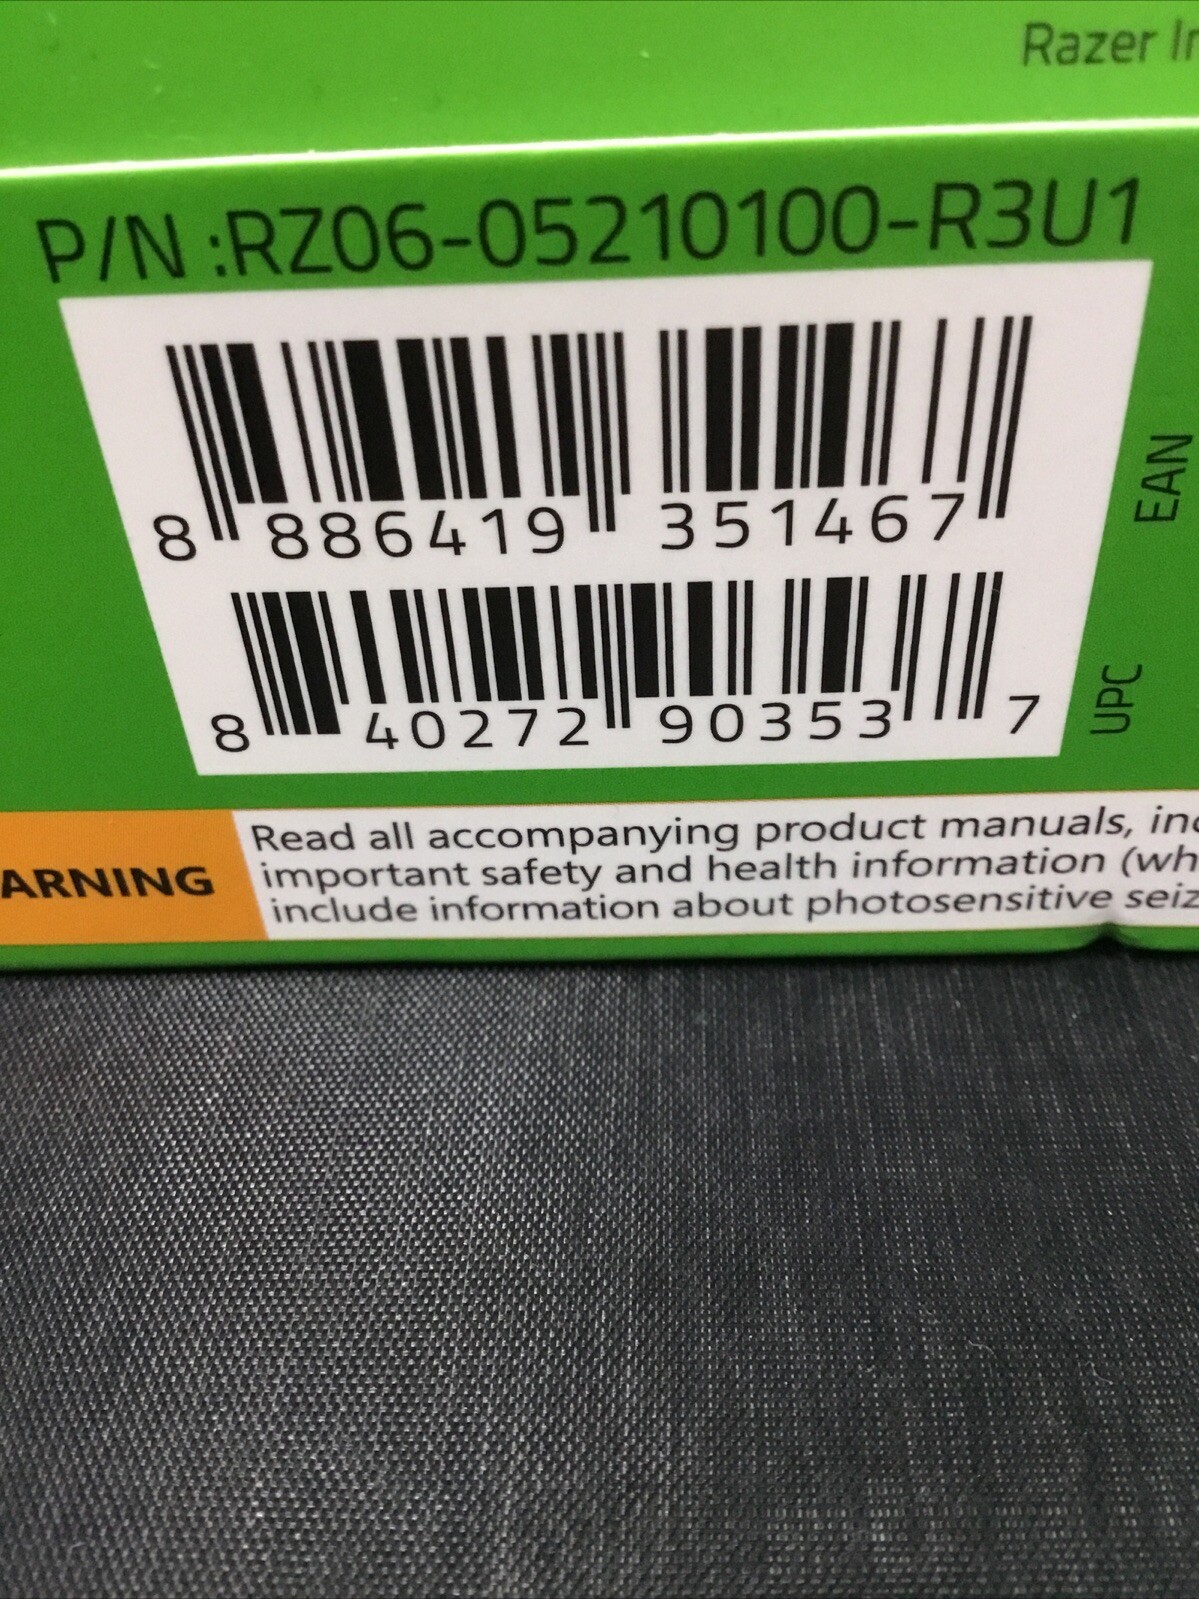 Razer
P/N :RZ06-05210100-R3U1
8 886419 351467
EAN
8 40272 90353 7
UPC
Read all accompanying product manuals,
important safety and health information
include information about photosensitive